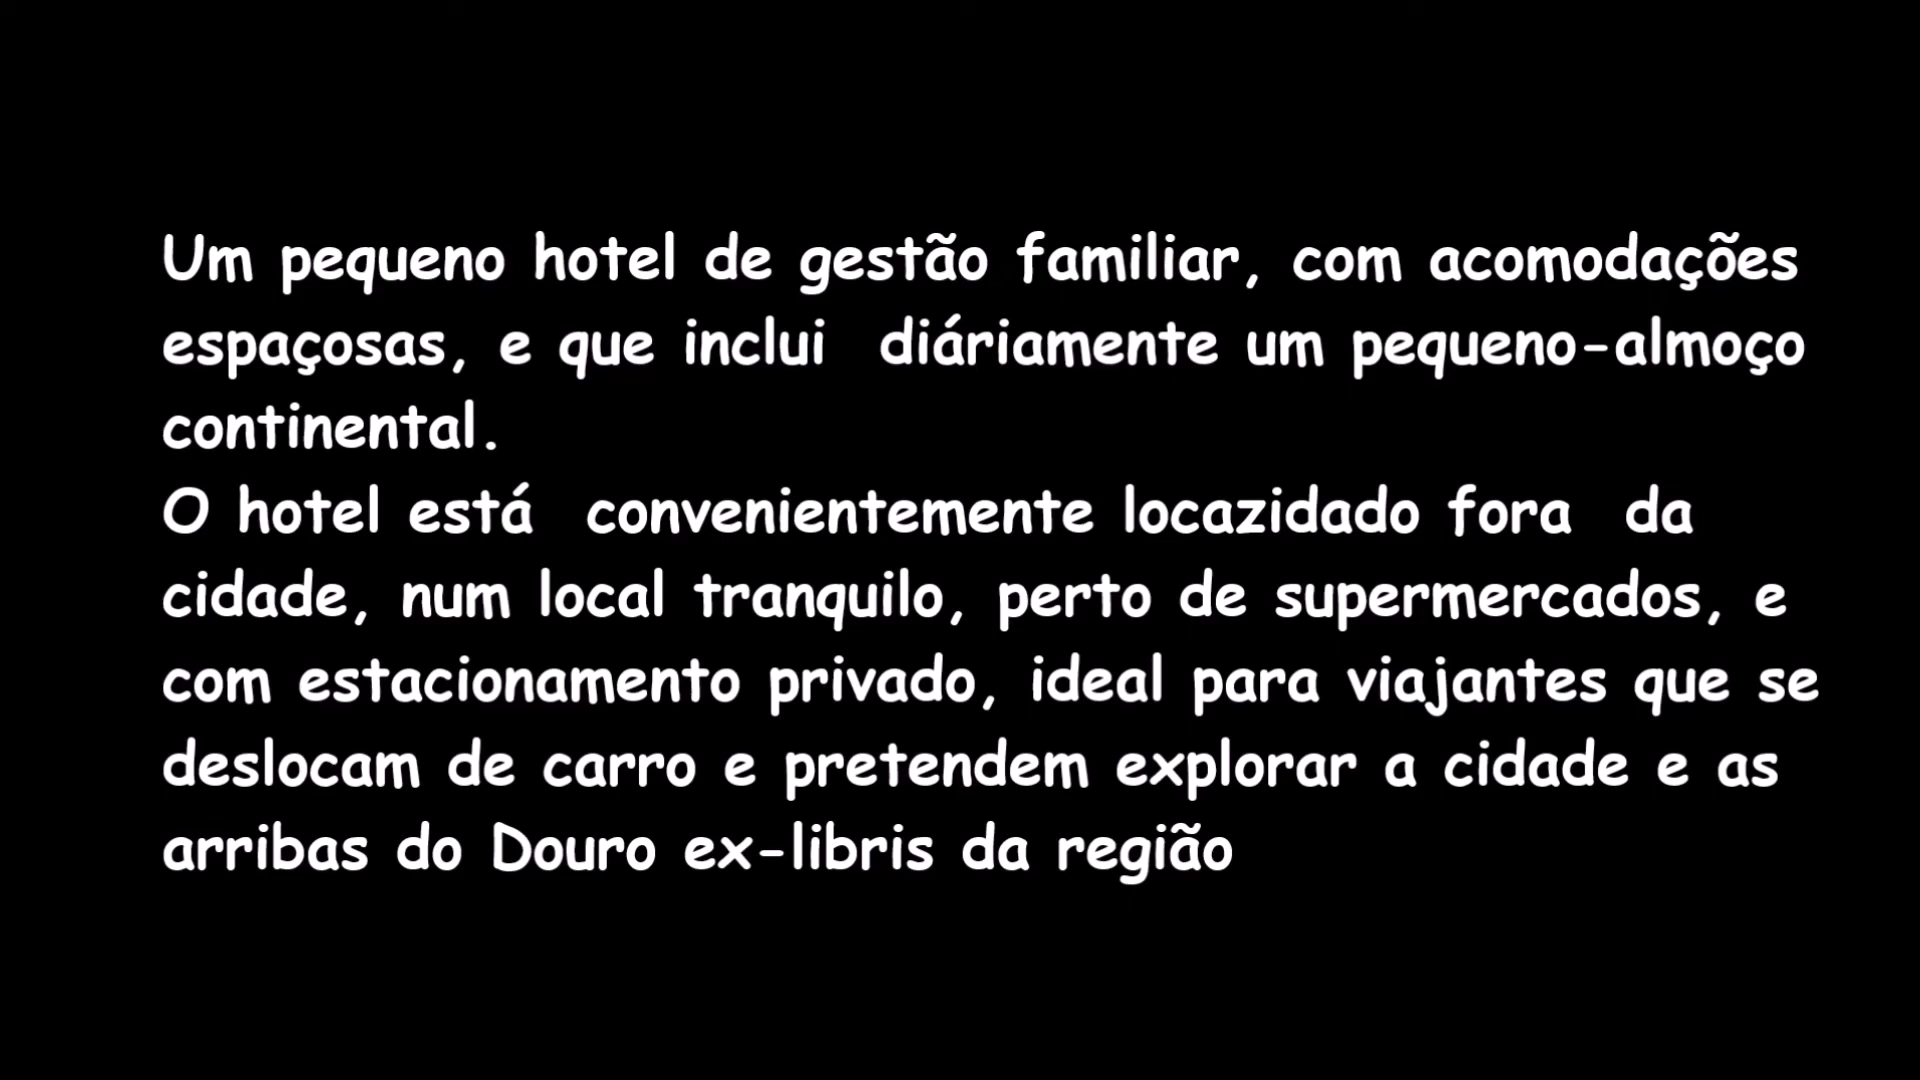 Um pequeno hotel de gestão familiar, com acomodações
espaçosas, e que inclui  diáriamente um pequeno-almoço
continental.
O hotel está  convenientemente locazidado fora  da
cidade, num local tranquilo, perto de supermercados, e
com estacionamento privado, ideal para viajantes que se
deslocam de carro e pretendem explorar a cidade e as
arribas do Douro ex-libris da região